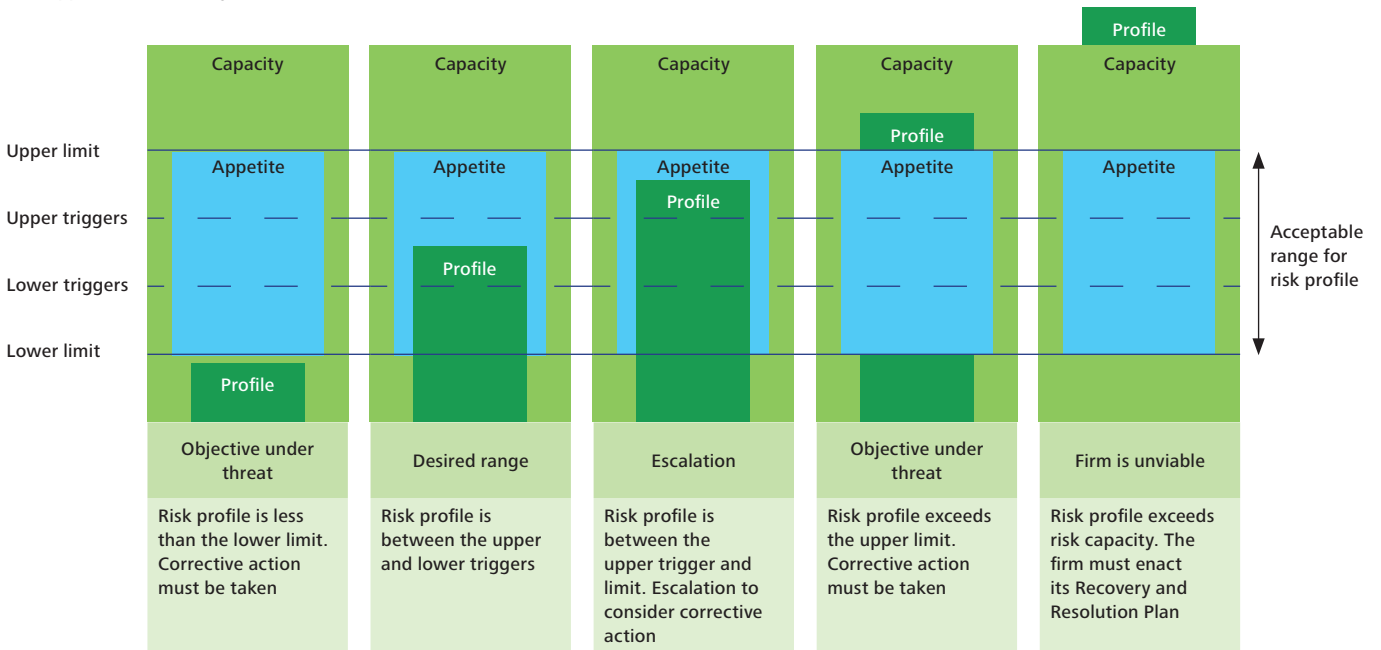 Profile
Capacity
Capacity
Capacity
Capacity
Capacity
Profile
Upper limit
Appetite
Appetite
Appetite
Appetite
Appetite
Profile
Upper triggers
Acceptable
range for
risk profile
Profile
Lower triggers
Lower limit
Profile
Objective under
threat
Desired range
Escalation
Objective under
threat
Firm is unviable
Risk profile is less
than the lower limit.
Corrective action
must be taken
Risk profile is
between the upper
and lower triggers
Risk profile is
between the
upper trigger and
limit. Escalation to
consider corrective
action
Risk profile exceeds
the upper limit.
Corrective action
must be taken
Risk profile exceeds
risk capacity. The
firm must enact
its Recovery and
Resolution Plan